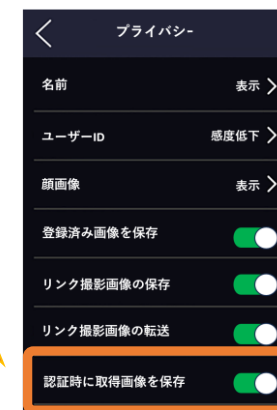 プライバシー
名前 表示
ユーザーID 感度低下
顔画像 表示
登録済み画像を保存
リンク撮影画像の保存
リンク撮影画像の転送
認証時に取得画像を保存